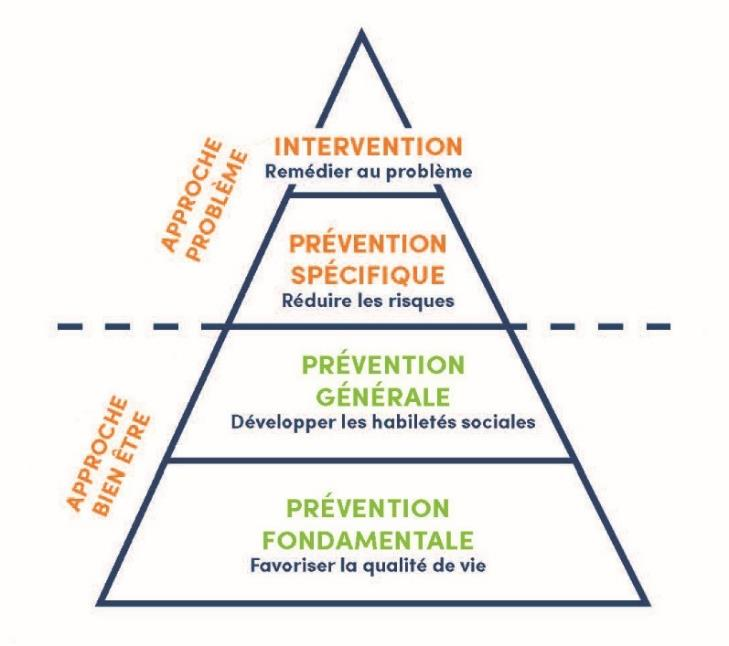 APPROCHE
PROBLÈME
INTERVENTION
Remédier au problème
PRÉVENTION
SPÉCIFIQUE
Réduire les risques
PRÉVENTION
GÉNÉRALE
Développer les habiletés sociales
APPROCHE
BIEN ÊTRE
PRÉVENTION
FONDAMENTALE
Favoriser la qualité de vie